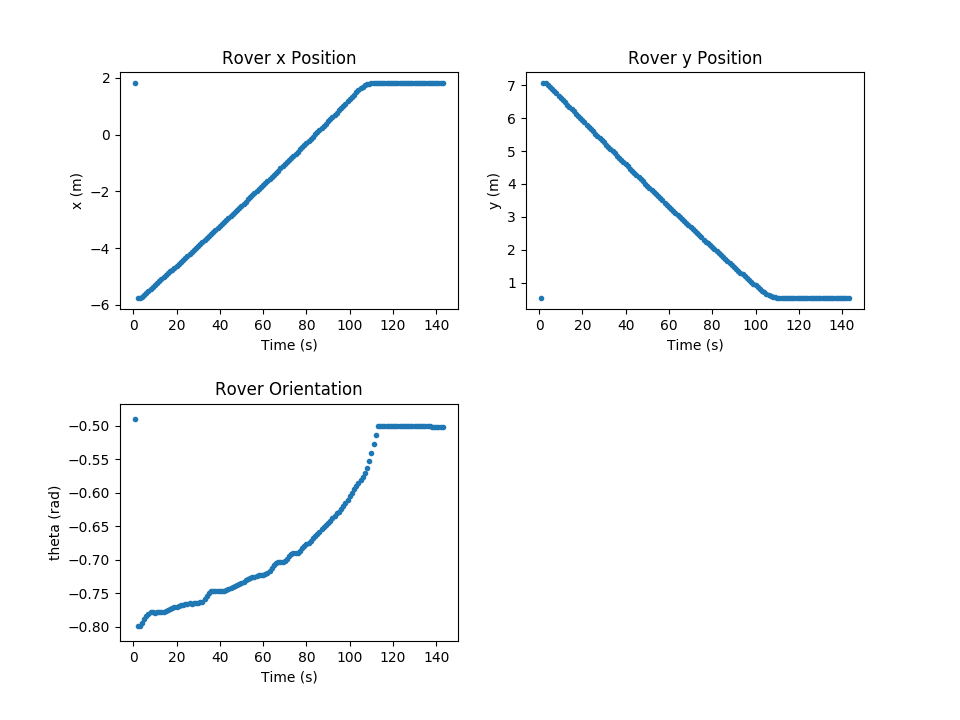 Rover x Position
2
0
−2
−4
−6
x (m)
0 20 40 60 80 100 120 140
Time (s)
Rover y Position
7
6
5
4
3
2
1
y (m)
0 20 40 60 80 100 120 140
Time (s)
Rover Orientation
−0.50
−0.55
−0.60
−0.65
−0.70
−0.75
−0.80
theta (rad)
0 20 40 60 80 100 120 140
Time (s)